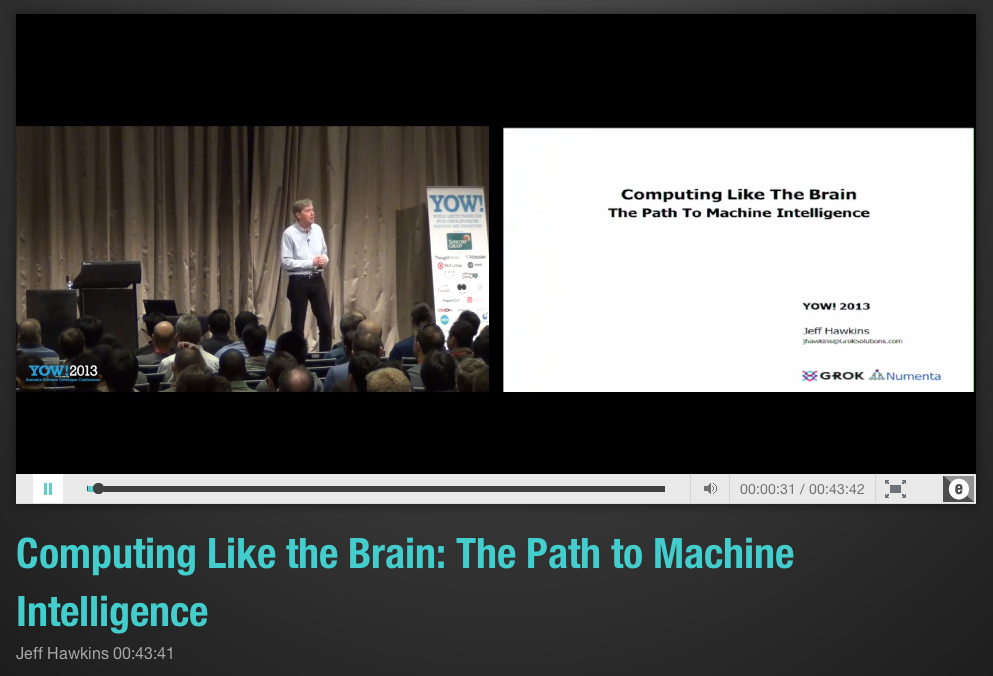 YOW!
SUNCORP
GROUP
YOW!2013
Australia Software Developer Conference
Computing Like The Brain
The Path To Machine Intelligence
YOW! 2013
Jeff Hawkins
jhawkins@GrokSolutions.com
GROK Numenta
00:00:31 / 00:43:42
e
Computing Like the Brain: The Path to Machine
Intelligence
Jeff Hawkins 00:43:41